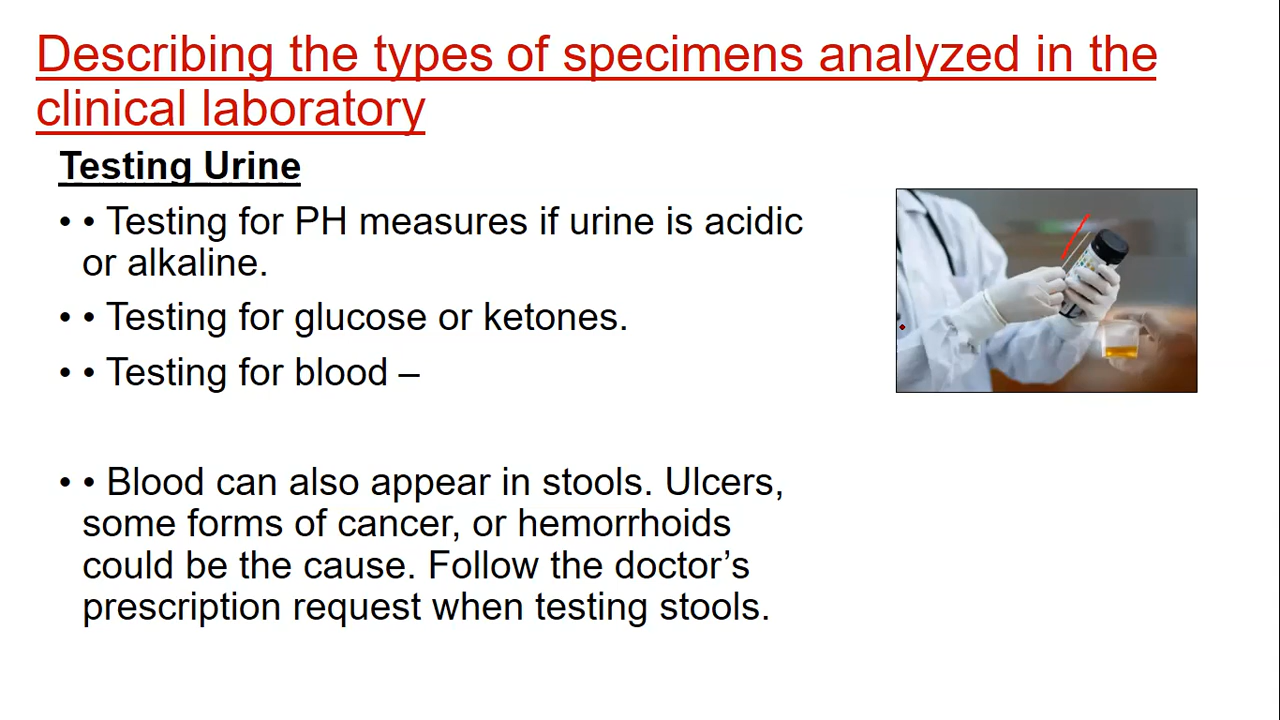 Describing the types of specimens analyzed in the
clinical laboratory
Testing Urine
• • Testing for PH measures if urine is acidic
or alkaline.
• • Testing for glucose or ketones.
• • Testing for blood –
• • Blood can also appear in stools. Ulcers,
some forms of cancer, or hemorrhoids
could be the cause. Follow the doctor’s
prescription request when testing stools.